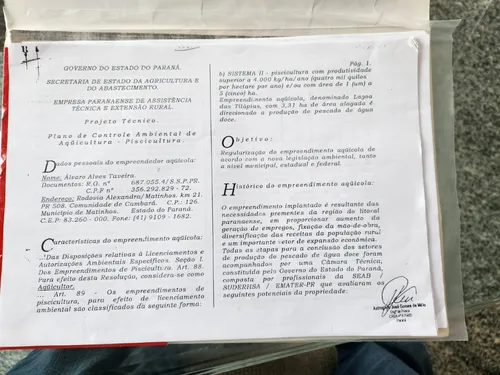 GOVERNO DO ESTADO DO PARANÁ.
SECRETARIA DE ESTADO DA AGRICULTURA E
DO ABASTECIMENTO.
EMPRESA PARANAENSE DE ASSISTÊNCIA
TÉCNICA E EXTENSÃO RURAL.
Projeto Técnico.
Plano de Controle Ambiental de
Aqüicultura - Piscicultura.
Dados pessoais do empreendedor aqüícola:
Nome: Álvaro Alves Taveira.
Documentos: R.G. nº 687.055.4/S.S.P.PR.
C.P.F nº 356.292.829 - 72.
Endereço: Rodovia Alexandra/Matinhos. km 21.
PR 508. Comunidade de Cambará. C.P.: 126.
Município de Matinhos. Estado do Paraná.
C.E.P: 83.260 - 000. Fone: (41) 9109 - 1682.
Características do empreendimento aqüícola:
..."Das Disposições relativas à Licenciamentos e
Autorizações Ambientais Específicos. Seção I.
Dos Empreendimentos de Piscicultura. Art. 88.
Para efeito desta Resolução, considera-se como
Aqüicultor.
... Art. 89 - Os empreendimentos de
piscicultura, para efeito de licenciamento
ambiental são classificados da seguinte forma:
Pág. 1.
b) SISTEMA II - piscicultura com produtividade
superior a 4.000 kg/ha/ano (quatro mil quilos
por hectare por ano) e/ou com área de 1 (um) a
5 (cinco) ha.
Empreendimento aqüícola, denominado Lagoa
das Tilápias, com 3,31 ha de área alagada é
direcionado a produção de pescado de água
doce.
Objetivo:
Regularização do empreendimento aqüícola de
acordo com a nova legislação ambiental, tanto
a nível municipal, estadual e federal.
Histórico do empreendimento aqüícola:
O empreendimento implantado é resultante das
necessidades prementes da região do litoral
paranaense, em proporcionar aumento da
geração de empregos, fixação da mão-de-obra,
diversificação das receitas da população rural
e um importante vetor de expansão econômica.
Todas as etapas para a conclusão dos setores
de produção do pescado de água doce foram
acompanhados por uma Câmara Técnica,
constituída pelo Governo do Estado do Paraná,
composta por profissionais da SEAB /
SUDERHSA / EMATER-PR que avaliaram os
seguintes potenciais da propriedade: